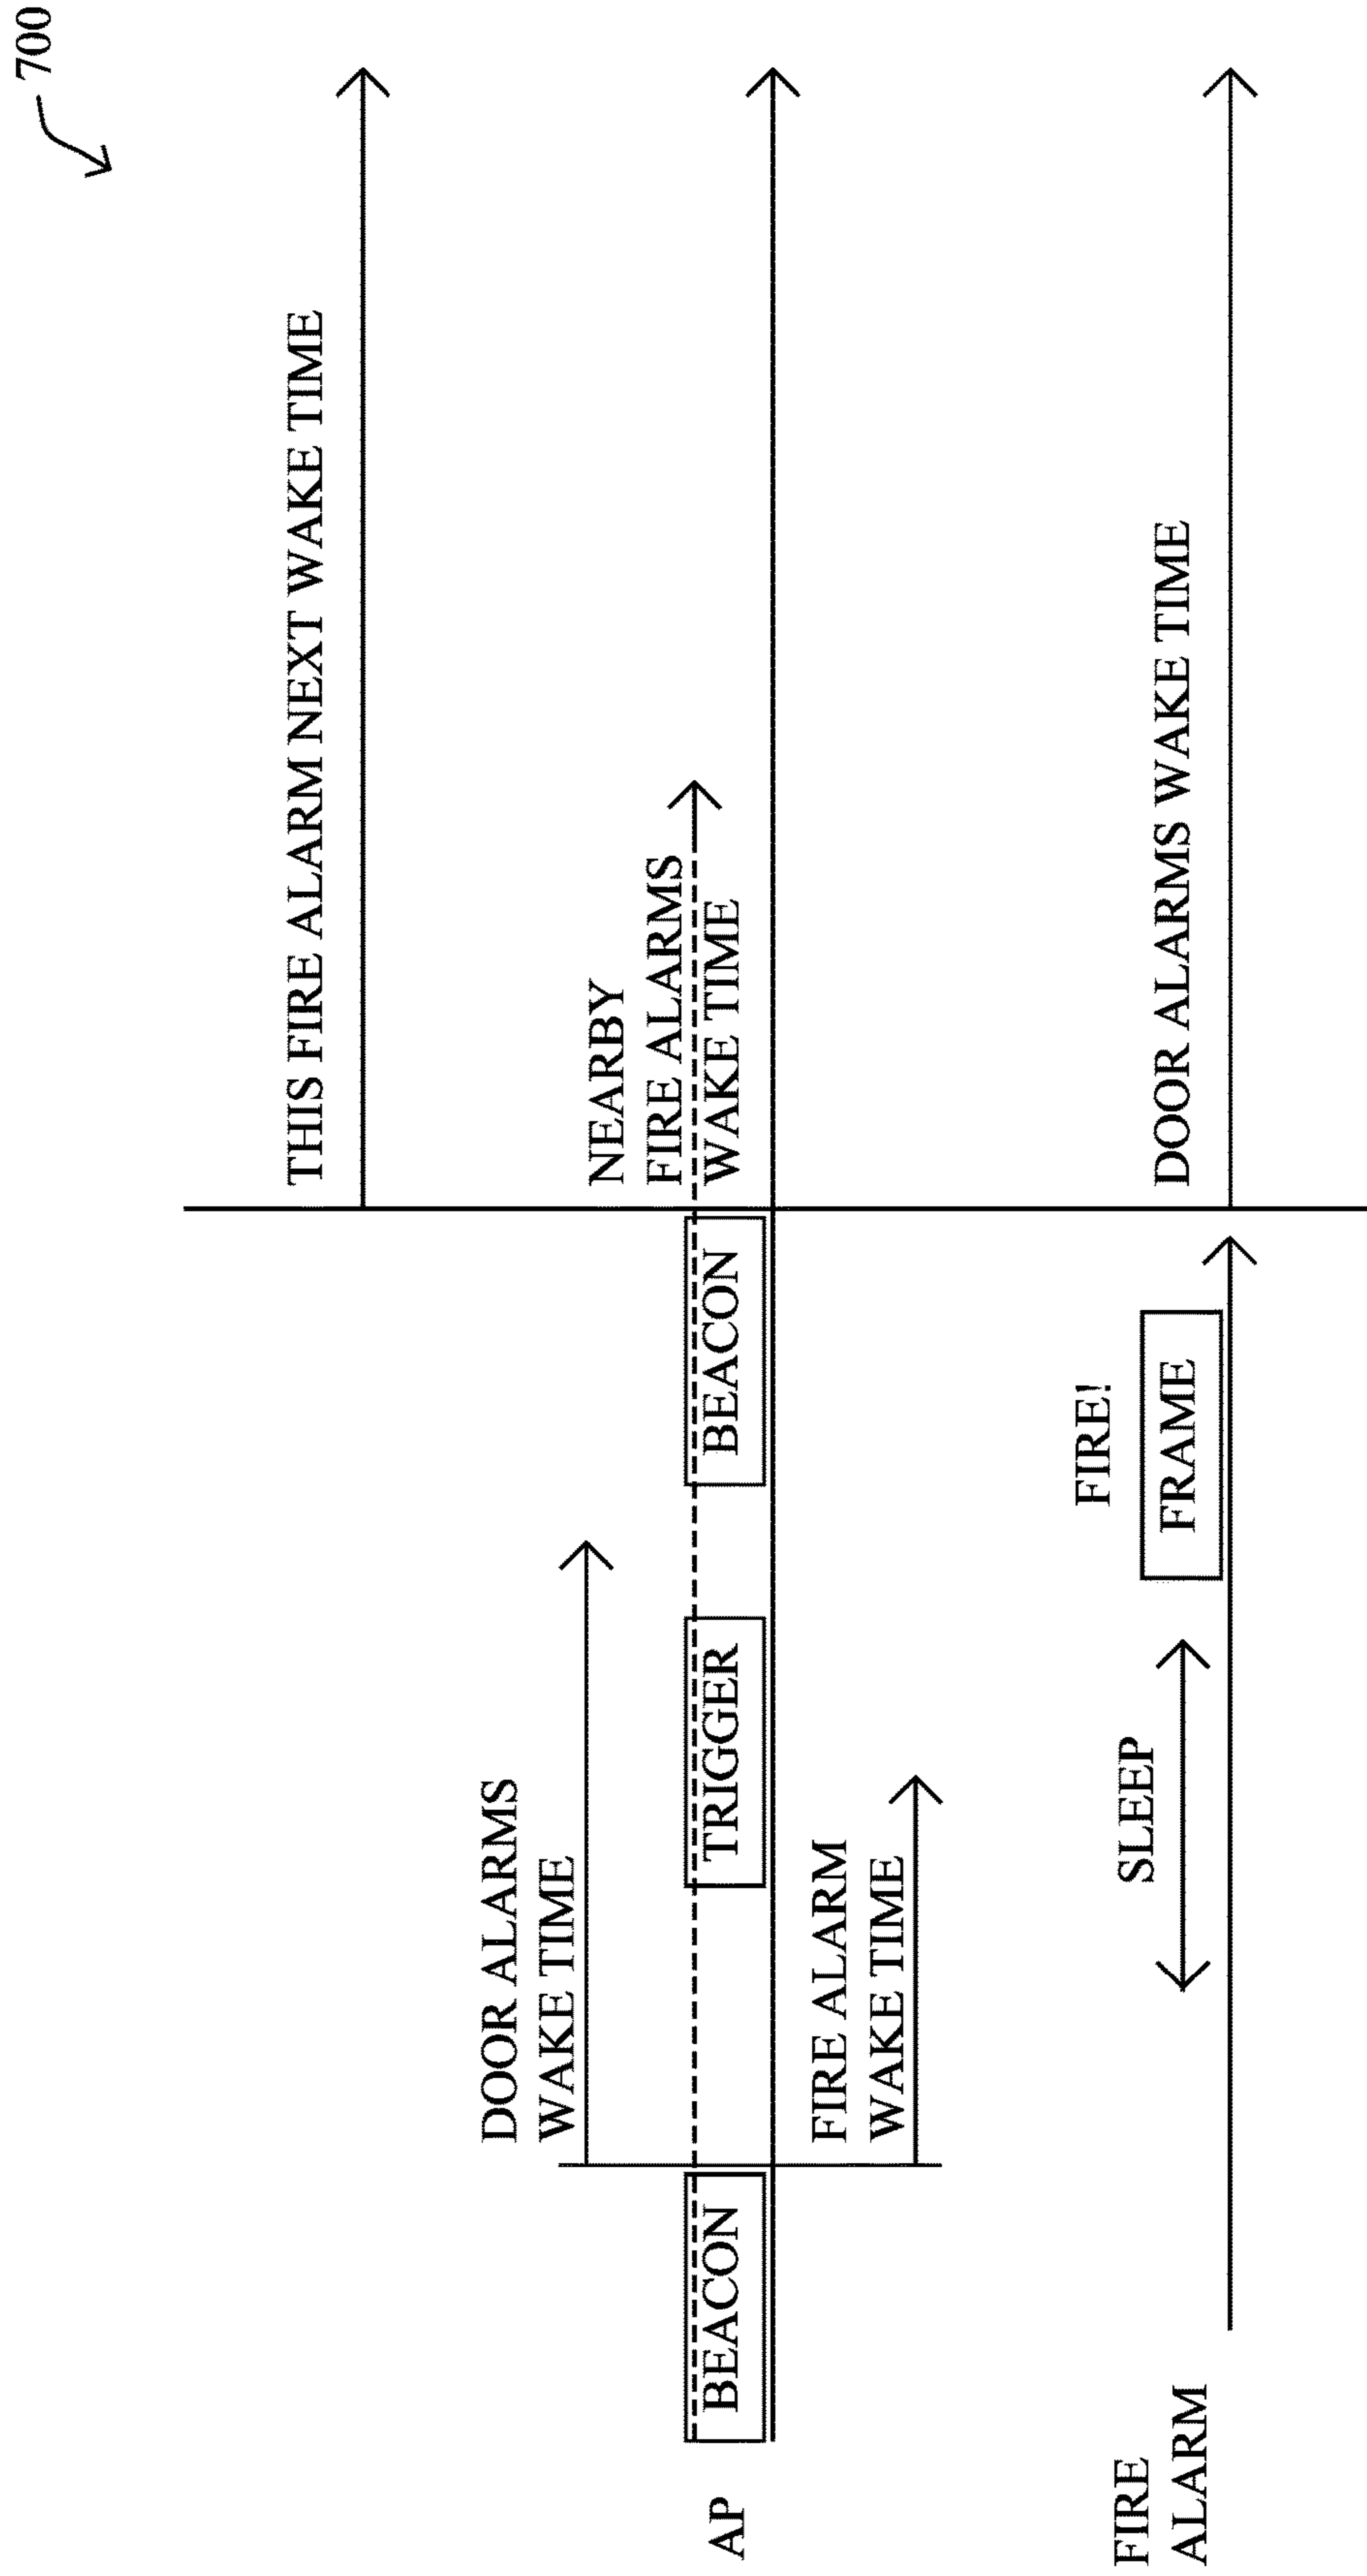 700
THIS FIRE ALARM NEXT WAKE TIME
DOOR ALARMS
WAKE TIME
NEARBY
FIRE ALARMS
WAKE TIME
AP
BEACON
TRIGGER
BEACON
FIRE ALARM
WAKE TIME
FIRE
ALARM
SLEEP
FIRE!
FRAME
DOOR ALARMS WAKE TIME